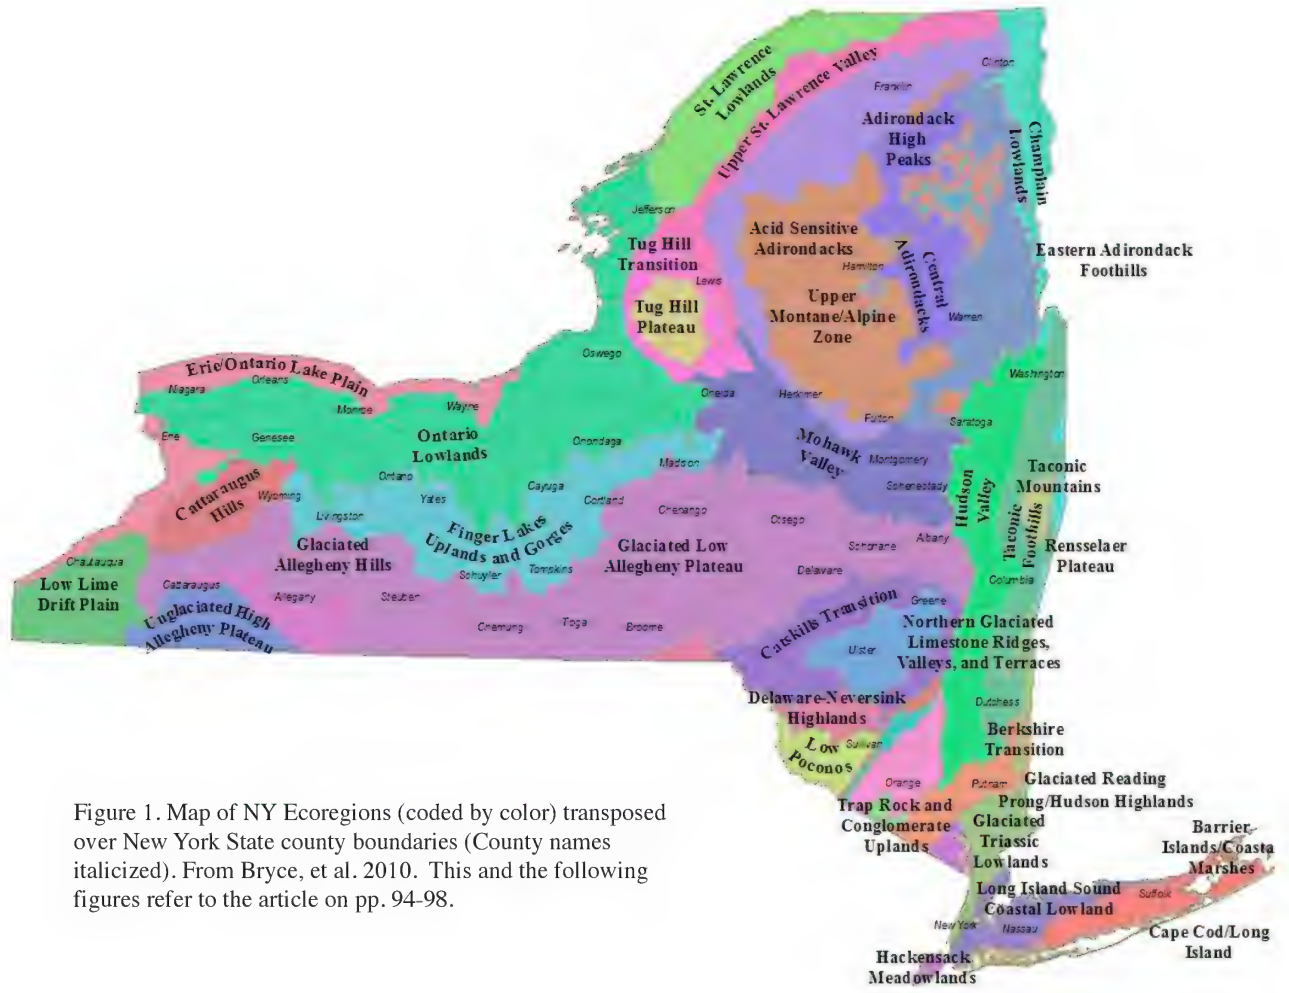 St. Lawrence
Lowlands
Upper St. Lawrence Valley
Clinton
Franklin
Adirondack
High
Peaks
Champlain
Lowlands
Jefferson
Tug Hill
Transition
Lewis
Acid Sensitive
Adirondacks
Hamilton
Central
Adirondacks
Eastern Adirondack
Foothills
Tug Hill
Plateau
Upper
Montane/Alpine
Zone
Warren
Oswego
Erie/Ontario Lake Plain
Niagara
Orleans
Monroe
Wayne
Oneida
Herkimer
Washington
Fulton
Saratoga
Erie
Genesee
Ontario
Lowlands
Onondaga
Mohawk
Valley
Montgomery
Madison
Schenestady
Hudson
Valley
Taconic
Mountains
Cattaraugus
Hills
Wyoming
Ontario
Yates
Cayuga
Cortland
Livingston
Finger Lakes
Uplands and Gorges
Chenango
Otsego
Taconic
Foothills
Rensselaer
Plateau
Glaciated
Allegheny Hills
Glaciated Low
Allegheny Plateau
Schoharie
Albany
Chautauqua
Low Lime
Drift Plain
Cattaraugus
Schuyler
Tompkins
Delaware
Columbia
Allegany
Steuben
Greene
Unglaciated High
Allegheny Plateau
Chemung
Tioga
Broome
Catskills Transition
Ulster
Northern Glaciated
Limestone Ridges,
Valleys, and Terraces
Delaware-Neversink
Highlands
Dutchess
Low
Poconos
Sullivan
Berkshire
Transition
Orange
Putnam
Glaciated Reading
Prong/Hudson Highlands
Trap Rock and
Conglomerate
Uplands
Glaciated
Triassic
Lowlands
Barrier
Islands/Coasta
Marshes
Long Island Sound
Coastal Lowland
Suffolk
New York
Nassau
Cape Cod/Long
Island
Hackensack
Meadowlands
Figure 1. Map of NY Ecoregions (coded by color) transposed
over New York State county boundaries (County names
italicized). From Bryce, et al. 2010.  This and the following
figures refer to the article on pp. 94-98.